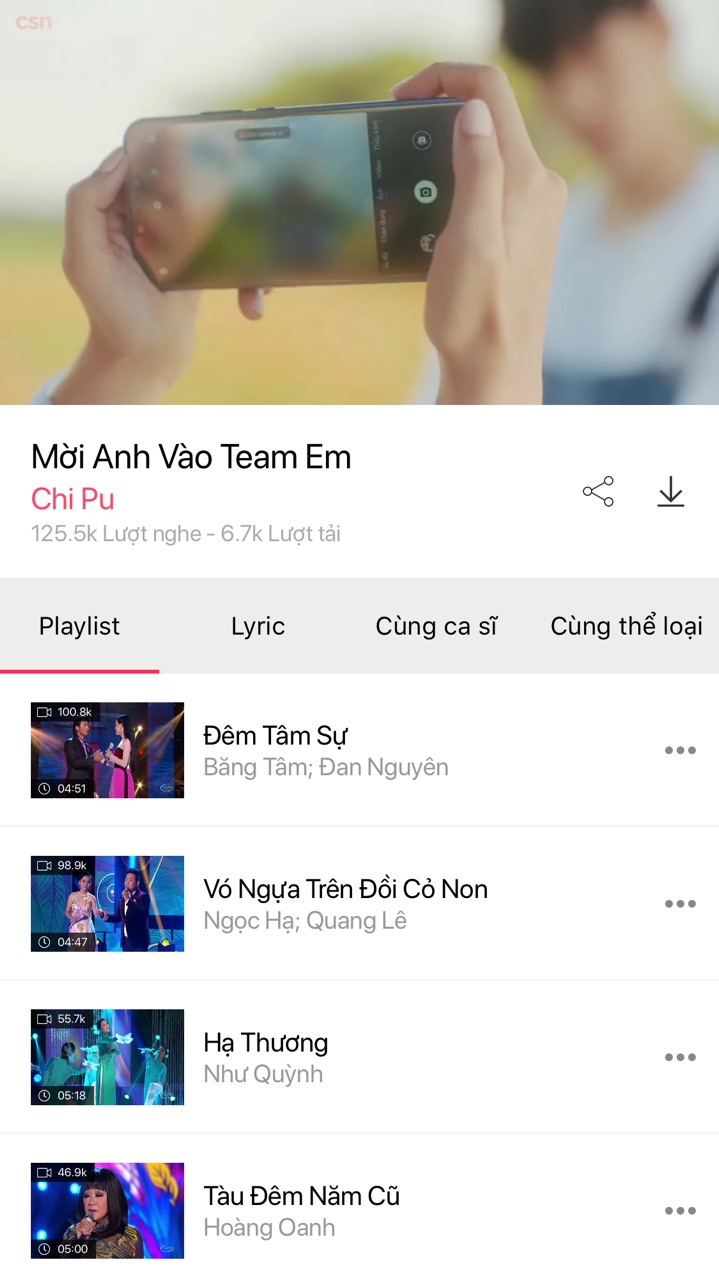 csn
Mời Anh Vào Team Em
Chi Pu
125.5k Lượt nghe - 6.7k Lượt tải
Playlist
Lyric
Cùng ca sĩ
Cùng thể loại
100.8k
04:51
Đêm Tâm Sự
Băng Tâm; Đan Nguyên
98.9k
04:47
Vó Ngựa Trên Đồi Cỏ Non
Ngọc Hạ; Quang Lê
55.7k
05:18
Hạ Thương
Như Quỳnh
46.9k
05:00
Tàu Đêm Năm Cũ
Hoàng Oanh